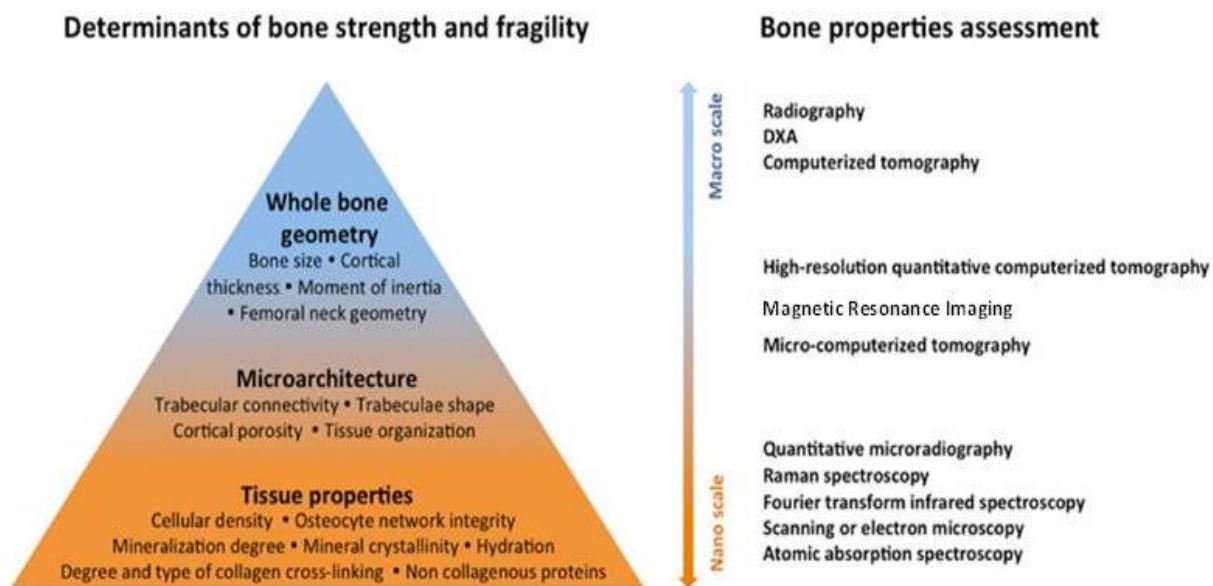 Determinants of bone strength and fragility
Whole bone
geometry
Bone size • Cortical
thickness • Moment of inertia
• Femoral neck geometry
Microarchitecture
Trabecular connectivity • Trabeculae shape
Cortical porosity • Tissue organization
Tissue properties
Cellular density • Osteocyte network integrity
Mineralization degree • Mineral crystallinity • Hydration
Degree and type of collagen cross-linking • Non collagenous proteins
Macro scale
Nano scale
Bone properties assessment
Radiography
DXA
Computerized tomography
High-resolution quantitative computerized tomography
Magnetic Resonance Imaging
Micro-computerized tomography
Quantitative microradiography
Raman spectroscopy
Fourier transform infrared spectroscopy
Scanning or electron microscopy
Atomic absorption spectroscopy